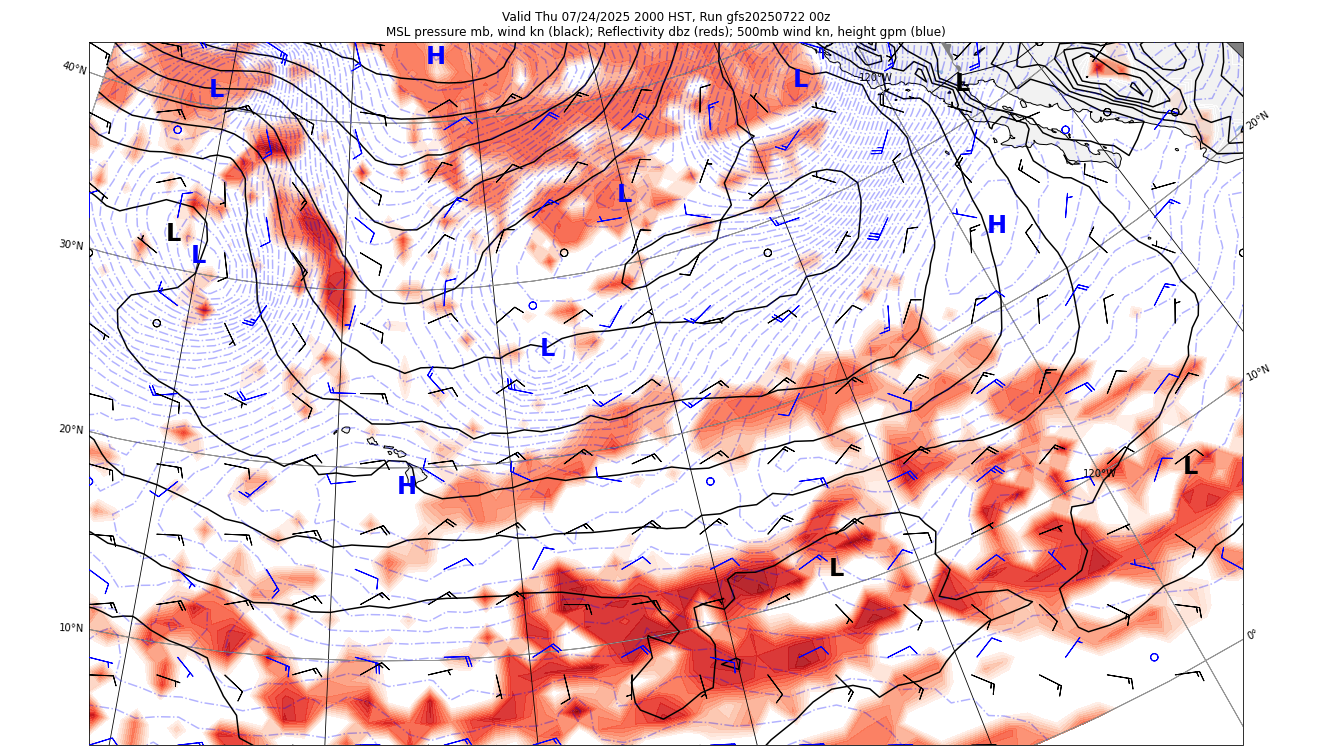 Valid Thu 07/24/2025 2000 HST, Run gfs20250722 00z
MSL pressure mb, wind kn (black); Reflectivity dbz (reds); 500mb wind kn, height gpm (blue)
H
L
L
120°W
L
40°N
20°N
L
L
H
L
L
30°N
L
10°N
20°N
L
120°W
H
L
10°N
0°